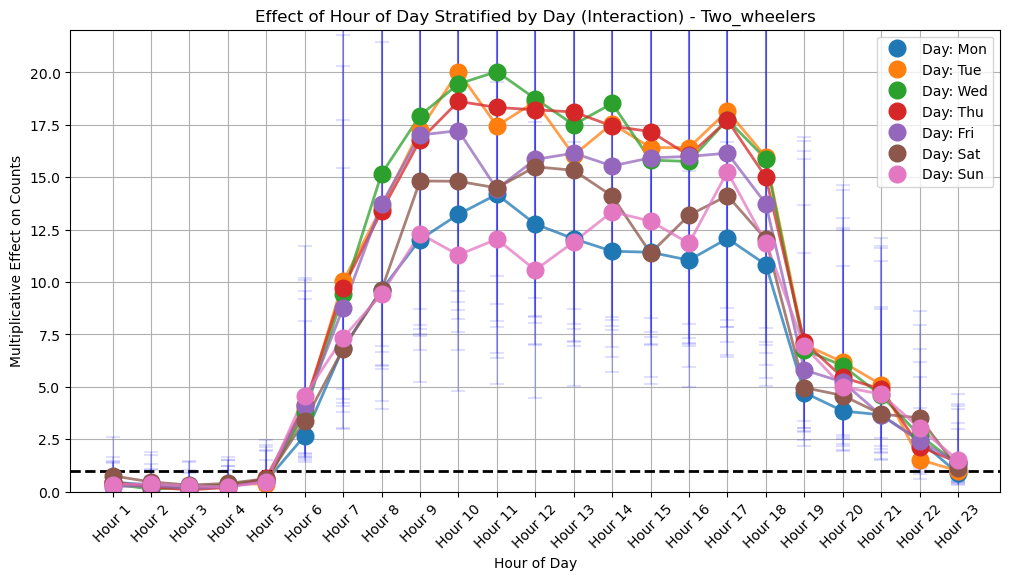 Effect of Hour of Day Stratified by Day (Interaction) - Two_wheelers
Multiplicative Effect on Counts
20.0
17.5
15.0
12.5
10.0
7.5
5.0
2.5
0.0
Day: Mon
Day: Tue
Day: Wed
Day: Thu
Day: Fri
Day: Sat
Day: Sun
Hour 1
Hour 2
Hour 3
Hour 4
Hour 5
Hour 6
Hour 7
Hour 8
Hour 9
Hour 10
Hour 11
Hour 12
Hour 13
Hour 14
Hour 15
Hour 16
Hour 17
Hour 18
Hour 19
Hour 20
Hour 21
Hour 22
Hour 23
Hour of Day